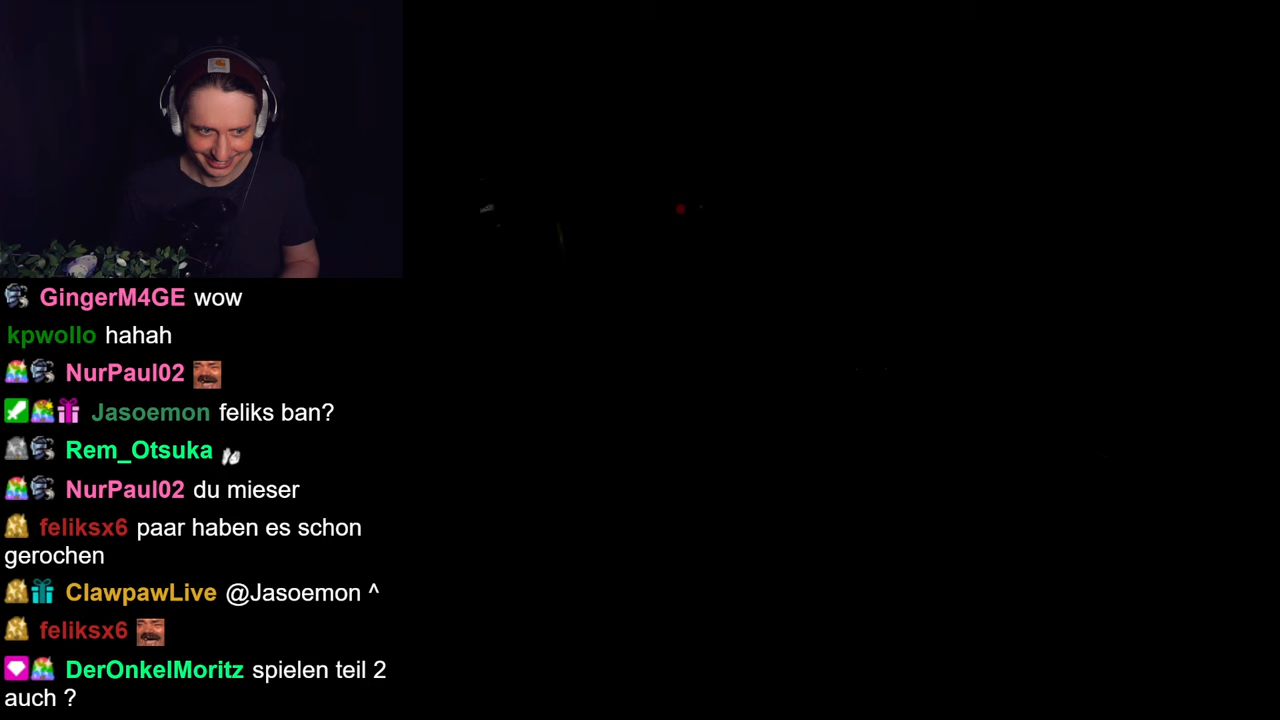 GingerM4GE wow
kpwollo hahah
NurPaul02
Jasoemon feliks ban?
Rem_Otsuka
NurPaul02 du mieser
feliksx6 paar haben es schon
gerochen
ClawpawLive @Jasoemon ^
feliksx6
DerOnkelMoritz spielen teil 2
auch ?